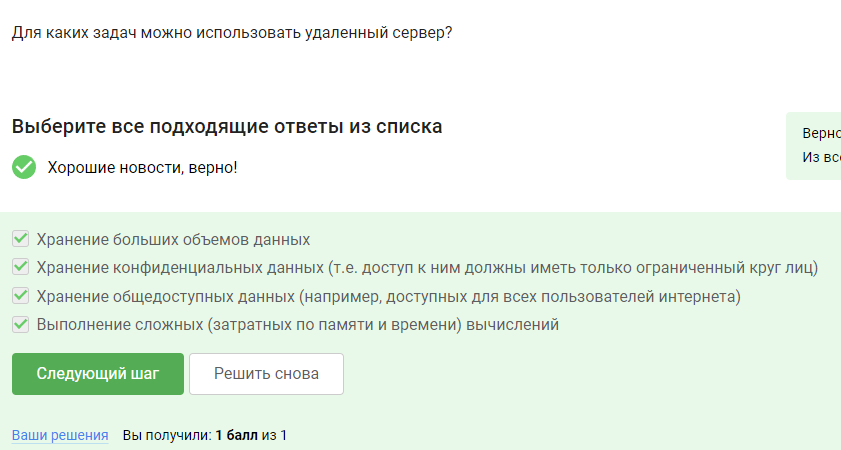 Для каких задач можно использовать удаленный сервер?
Выберите все подходящие ответы из списка
Хорошие новости, верно!
Верно
Из все
Хранение больших объемов данных
Хранение конфиденциальных данных (т.е. доступ к ним должны иметь только ограниченный круг лиц)
Хранение общедоступных данных (например, доступных для всех пользователей интернета)
Выполнение сложных (затратных по памяти и времени) вычислений
Следующий шаг
Решить снова
Ваши решения
Вы получили: 1 балл из 1